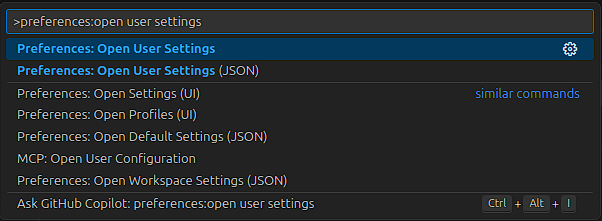 >preferences:open user settings
Preferences: Open User Settings
Preferences: Open User Settings (JSON)
Preferences: Open Settings (UI) similar commands
Preferences: Open Profiles (UI)
Preferences: Open Default Settings (JSON)
MCP: Open User Configuration
Preferences: Open Workspace Settings (JSON)
Ask GitHub Copilot: preferences:open user settings Ctrl + Alt + I